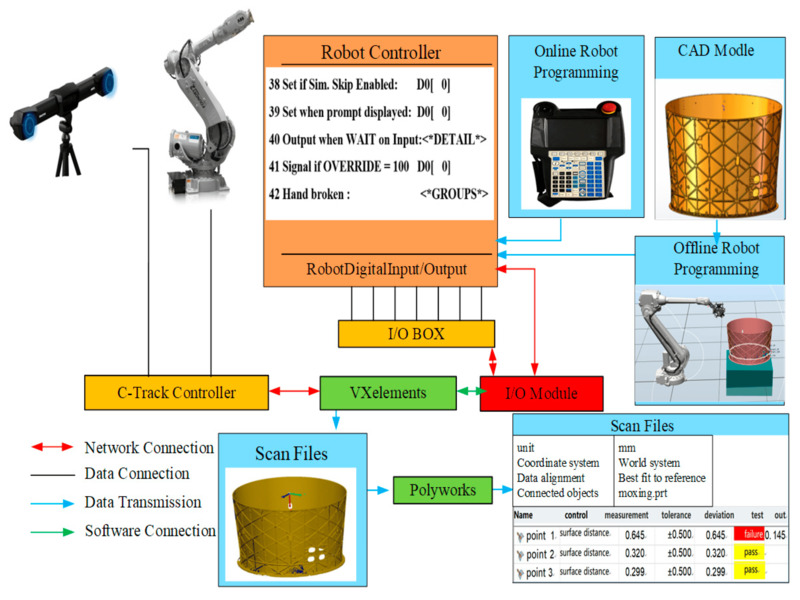 Robot Controller
38 Set if Sim. Skip Enabled: D0[ 0]
39 Set when prompt displayed: D0[ 0]
40 Output when WAIT on Input:<*DETAIL*>
41 Signal if OVERRIDE = 100 D0[ 0]
42 Hand broken : <*GROUPS*>
RobotDigitalInput/Output
Online Robot
Programming
CAD Modle
Offline Robot
Programming
I/O BOX
C-Track Controller
VXelements
I/O Module
Network Connection
Data Connection
Data Transmission
Software Connection
Scan Files
Polyworks
Scan Files
unit mm
Coordinate system World system
Data alignment Best fit to reference
Connected objects moxing.prt
Name control measurement tolerance deviation test out.
point 1 surface distance. 0.645 ±0.500 0.645 failure 0.145
point 2 surface distance. 0.320 ±0.500 0.320 pass.
point 3 surface distance. 0.299 ±0.500 0.299 pass.